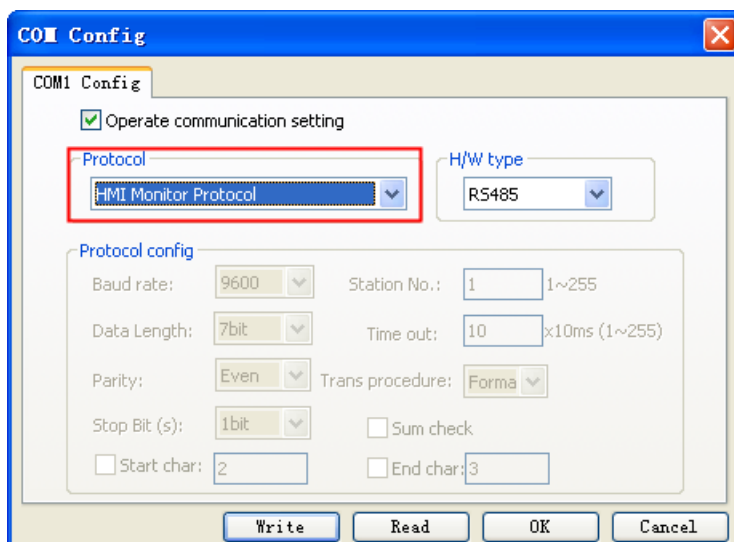 COM Config
COM1 Config
Operate communication setting
Protocol
H/W type
HMI Monitor Protocol
RS485
Protocol config
Baud rate: 9600 Station No.: 1 1~255
Data Length: 7bit Time out: 10 x10ms (1~255)
Parity: Even Trans procedure: Forma
Stop Bit (s): 1bit Sum check
Start char: 2 End char: 3
Write Read OK Cancel